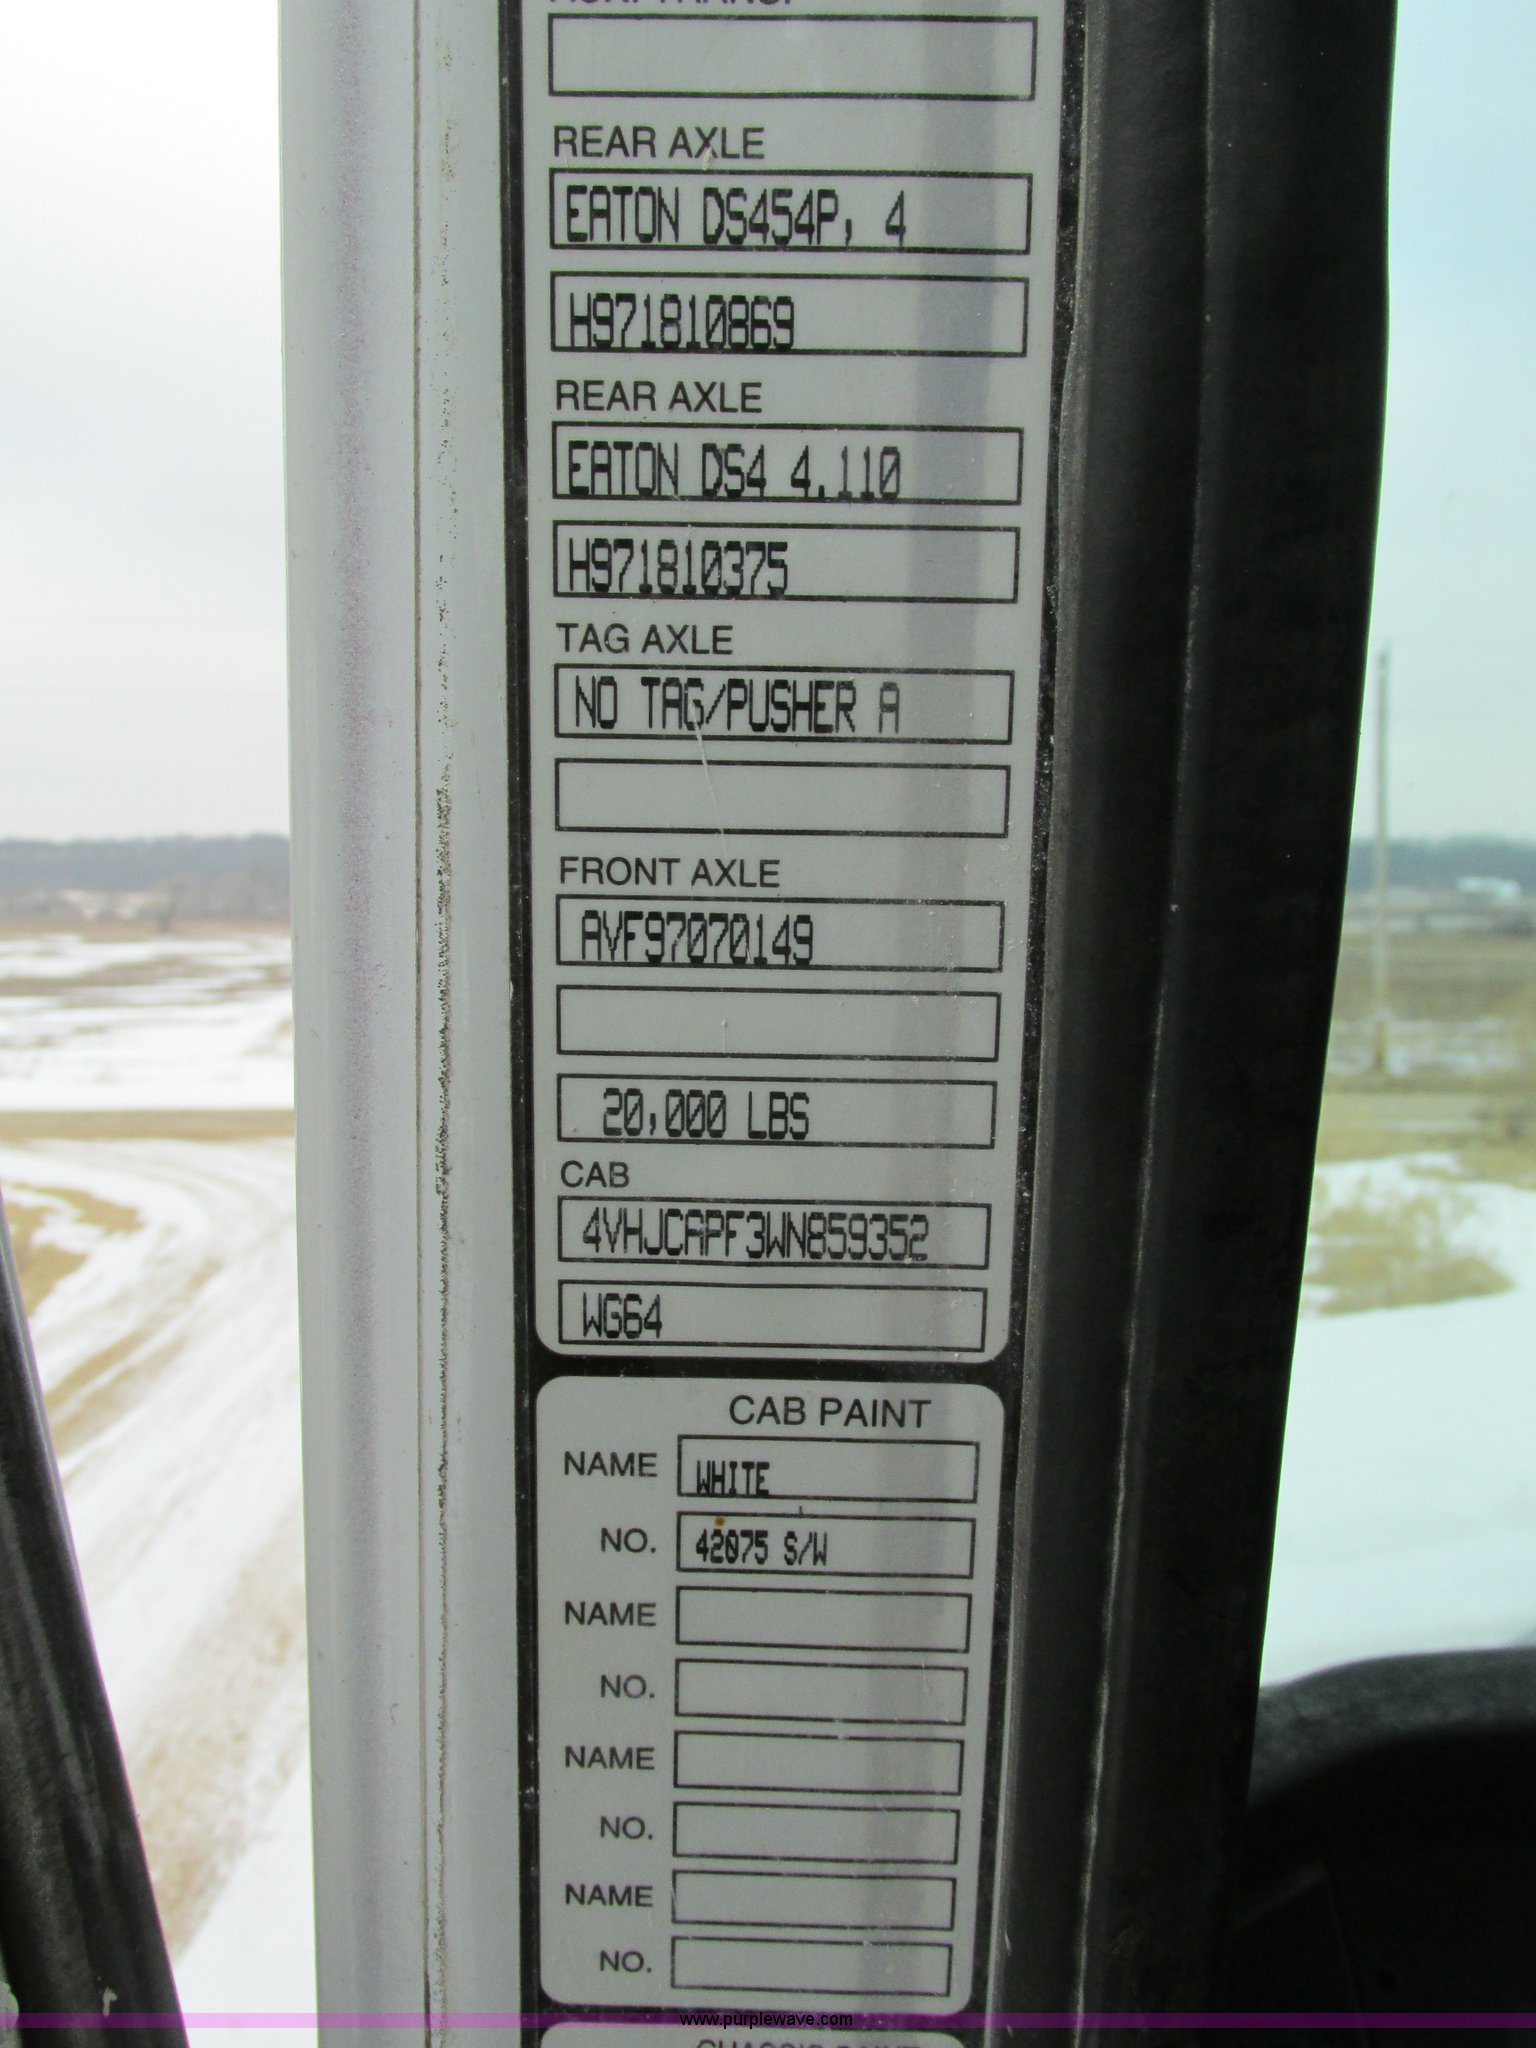 REAR AXLE
EATON DS454P, 4
H971810869
REAR AXLE
EATON DS4 4.110
H971810375
TAG AXLE
NO TAG/PUSHER A
FRONT AXLE
AVF97070149
20,000 LBS
CAB
4VHJCAPF3WN859352
WG64
CAB PAINT
NAME WHITE
NO. 42075 S/W
NAME
NO.
NAME
NO.
NAME
NO.
www.purplewave.com